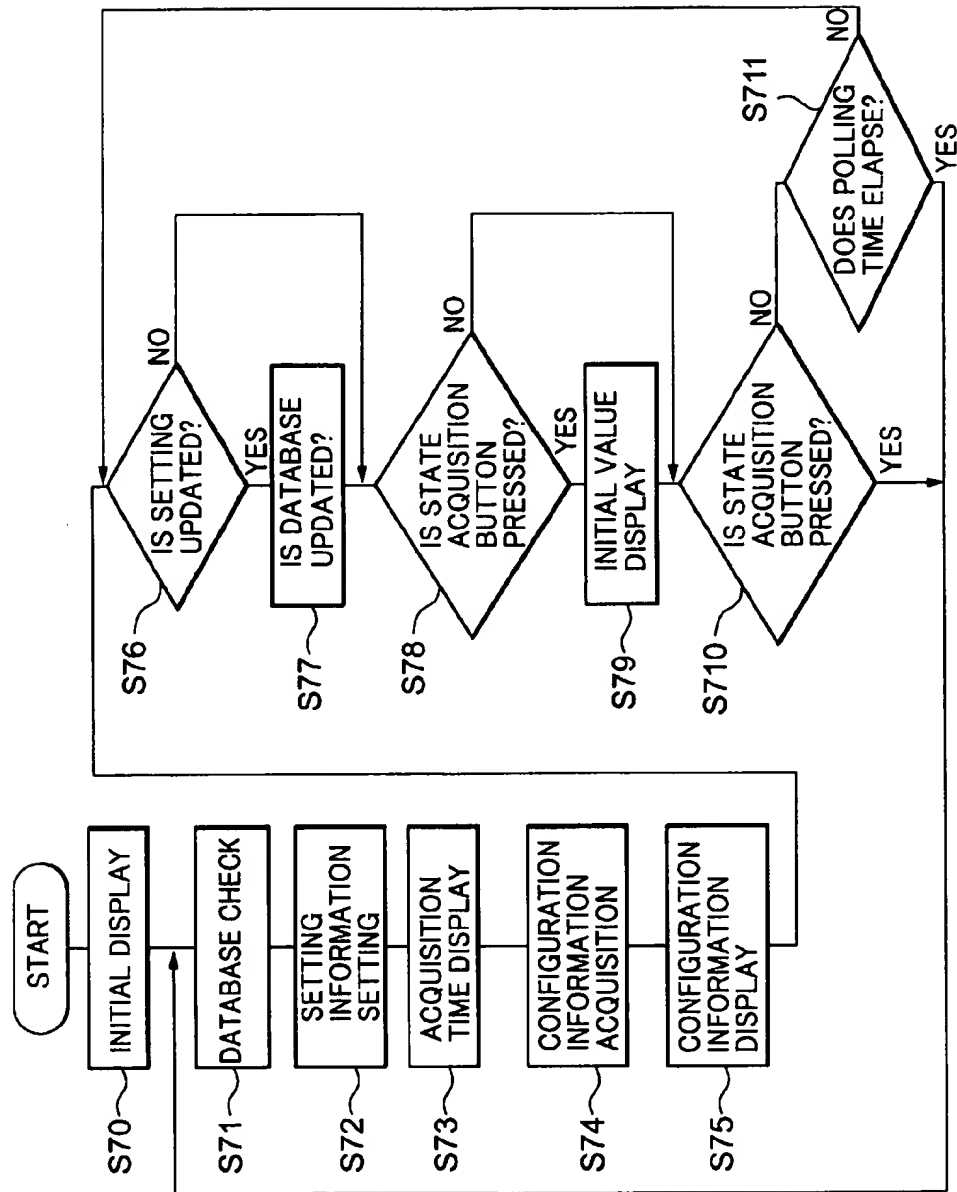 START
S70
INITIAL DISPLAY
S71
DATABASE CHECK
S72
SETTING
INFORMATION
SETTING
S73
ACQUISITION
TIME DISPLAY
S74
CONFIGURATION
INFORMATION
ACQUISITION
S75
CONFIGURATION
INFORMATION
DISPLAY
S76
IS SETTING
UPDATED?
NO
YES
S77
IS DATABASE
UPDATED?
S78
IS STATE
ACQUISITION
BUTTON
PRESSED?
NO
YES
S79
INITIAL VALUE
DISPLAY
S710
IS STATE
ACQUISITION
BUTTON
PRESSED?
NO
YES
S711
DOES POLLING
TIME ELAPSE?
NO
YES